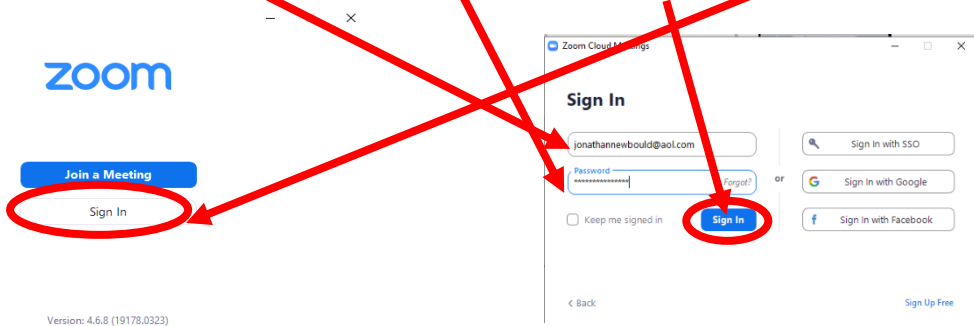 zoom
Join a Meeting
Sign In
Version: 4.6.8 (19178.0323)
Zoom Cloud Meetings
Sign In
jonathannewbould@aol.com
Password
***************
Forgot?
Keep me signed in
Sign In
or
Sign In with SSO
Sign In with Google
Sign In with Facebook
< Back
Sign Up Free